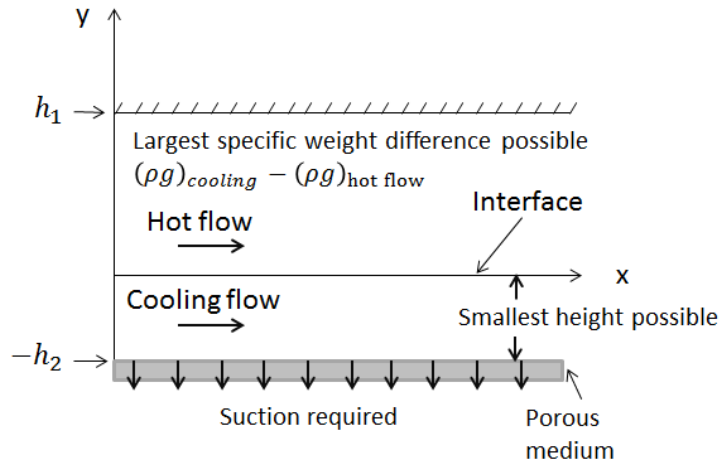 y
h₁
Largest specific weight difference possible
(ρg)cooling − (ρg)hot flow
Interface
Hot flow
x
Cooling flow
Smallest height possible
−h₂
Suction required
Porous
medium